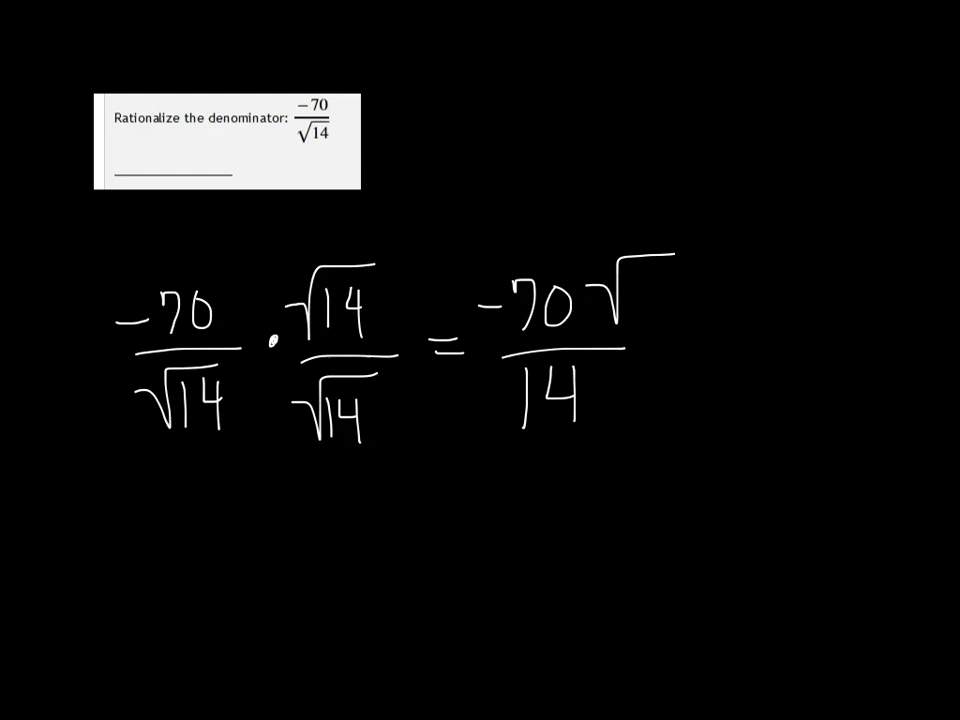 Rationalize the denominator: −70/√14
−70/√14 · √14/√14 = −70√ /14